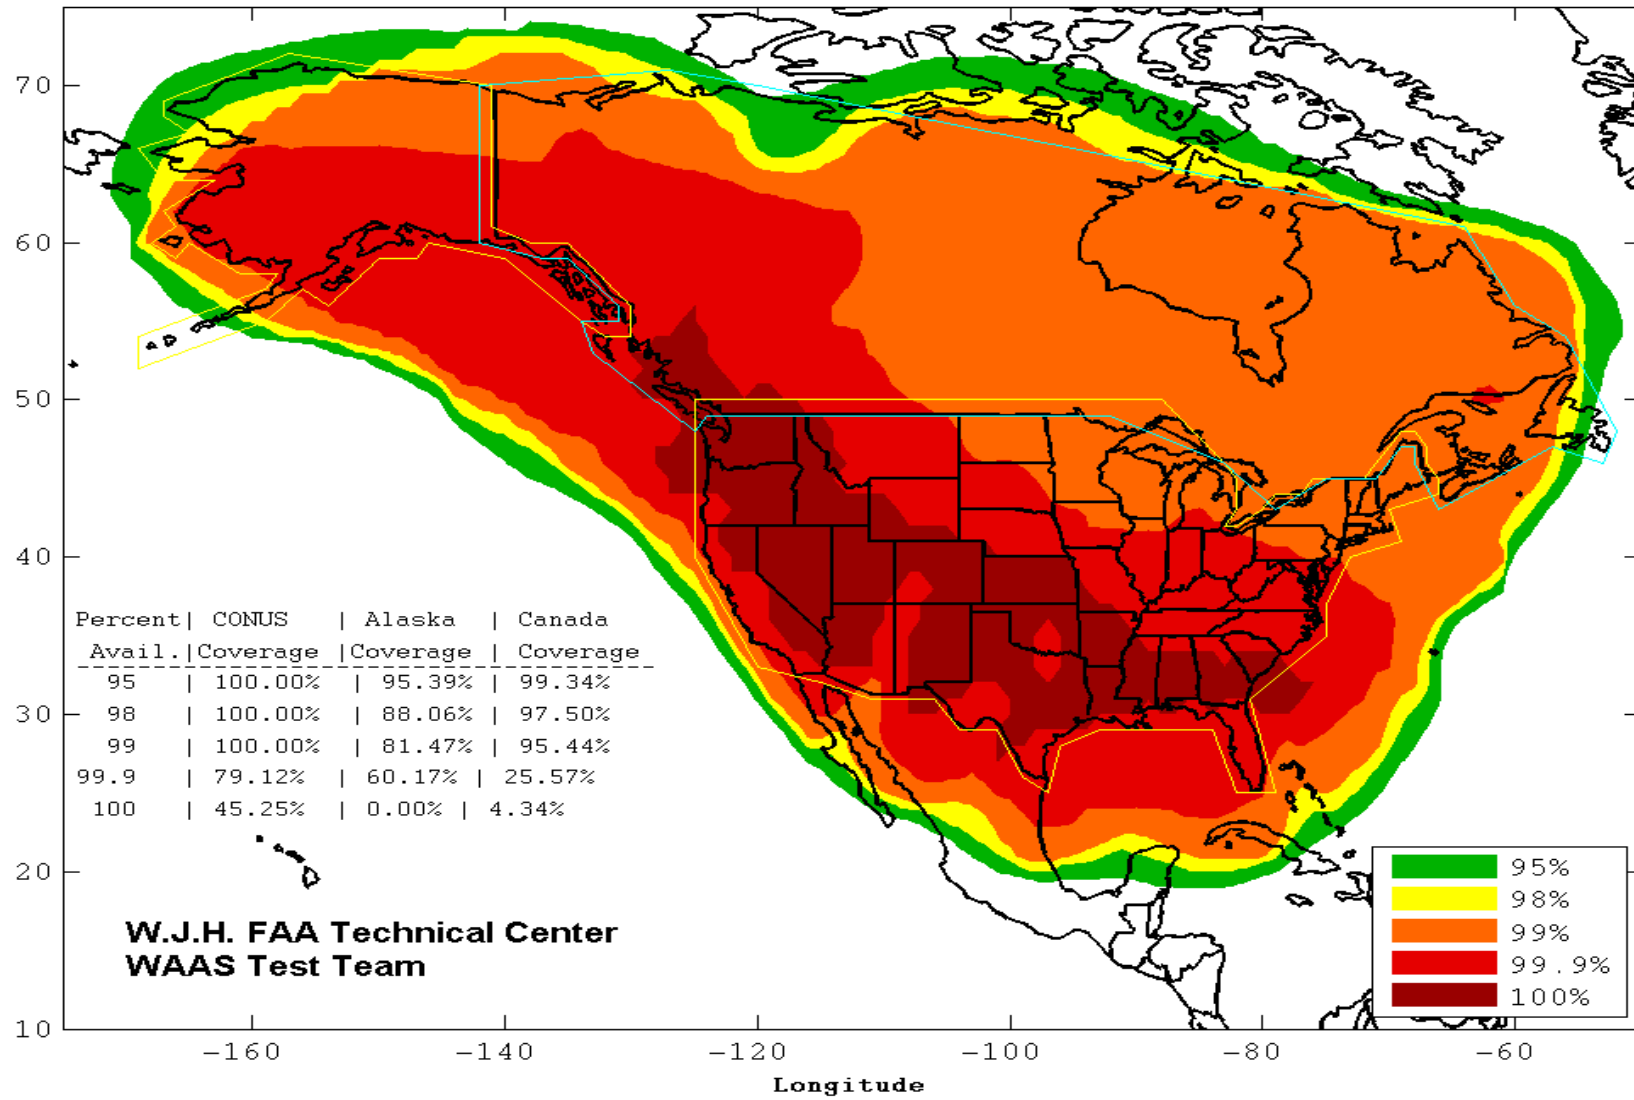 70
60
50
40
30
20
10
Percent| CONUS | Alaska | Canada
Avail.|Coverage |Coverage | Coverage
95 | 100.00% | 95.39% | 99.34%
98 | 100.00% | 88.06% | 97.50%
99 | 100.00% | 81.47% | 95.44%
99.9 | 79.12% | 60.17% | 25.57%
100 | 45.25% | 0.00% | 4.34%
W.J.H. FAA Technical Center
WAAS Test Team
95%
98%
99%
99.9%
100%
-160 -140 -120 -100 -80 -60
Longitude